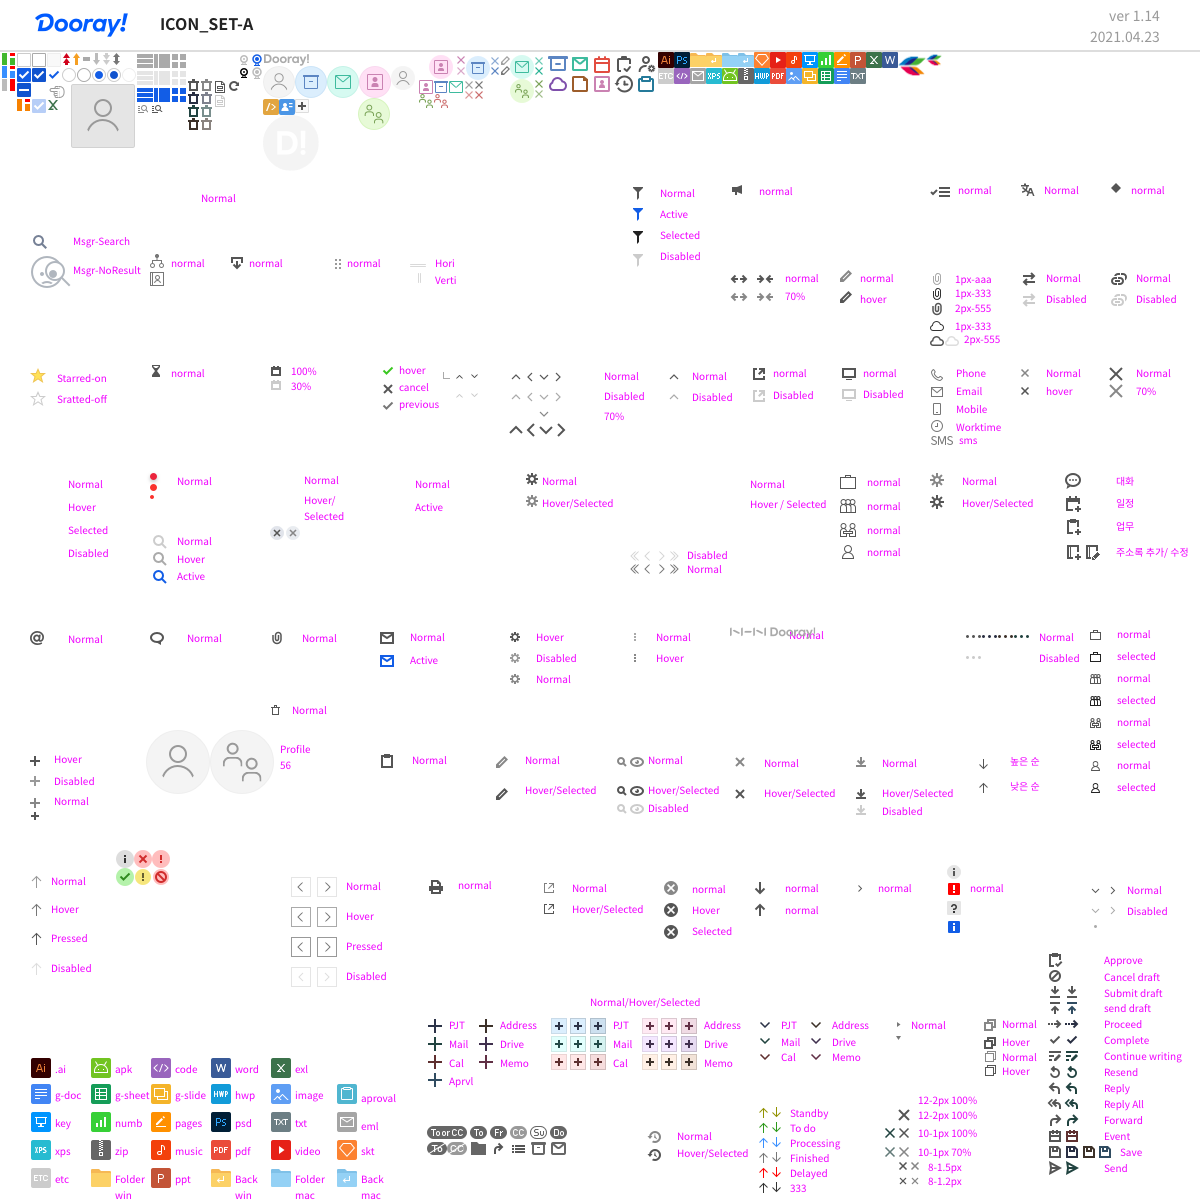 Dooray!
ICON_SET-A
ver 1.14
2021.04.23
Dooray!
Ai Ps P X W
ETC XPS HWP PDF TXT
D!
Normal
Normal
Active
Selected
Disabled
normal
normal
Normal
normal
Msgr-Search
Msgr-NoResult
normal
normal
normal
Hori
Verti
normal
70%
normal
hover
1px-aaa
1px-333
2px-555
1px-333
2px-555
Normal
Disabled
Normal
Disabled
Starred-on
Sratted-off
normal
100%
30%
hover
cancel
previous
Normal
Disabled
70%
Normal
Disabled
normal
Disabled
Normal
Disabled
Phone
Email
Mobile
Worktime
SMS sms
Normal
hover
Normal
70%
Normal
Hover
Selected
Disabled
Normal
Normal
Hover
Active
Normal
Hover/
Selected
Normal
Active
Normal
Hover/Selected
Disabled
Normal
Normal
Hover / Selected
normal
normal
normal
normal
Normal
Hover/Selected
대화
일정
업무
주소록 추가/ 수정
Normal
Normal
Normal
Normal
Active
Hover
Disabled
Normal
Normal
Hover
Dooray!
Normal
Normal
Disabled
normal
selected
normal
selected
normal
selected
normal
selected
Normal
Hover
Disabled
Normal
Profile
56
Normal
Normal
Hover/Selected
Normal
Hover/Selected
Disabled
Normal
Hover/Selected
Normal
Hover/Selected
Disabled
높은 순
낮은 순
Normal
Hover
Pressed
Disabled
Normal
Hover
Pressed
Disabled
normal
Normal
Hover/Selected
normal
Hover
Selected
normal
normal
normal
normal
Normal
Disabled
Approve
Cancel draft
Submit draft
send draft
Proceed
Complete
Continue writing
Resend
Reply
Reply All
Forward
Event
Save
Send
Normal/Hover/Selected
PJT Address PJT Address PJT Address
Mail Drive Mail Drive Mail Drive
Cal Memo Cal Memo Cal Memo
Aprvl
Normal
Normal
Hover
Normal
Hover
Ai .ai apk code W word X exl
g-doc g-sheet g-slide HWP hwp image aproval
key numb pages Ps psd TXT txt eml
XPS xps zip music PDF pdf video skt
ETC etc Folder win P ppt Back win Folder mac Back mac
To or CC To Fr CC Su Do
To CC
Normal
Hover/Selected
Standby
To do
Processing
Finished
Delayed
333
12-2px 100%
12-2px 100%
10-1px 100%
10-1px 70%
8-1.5px
8-1.2px